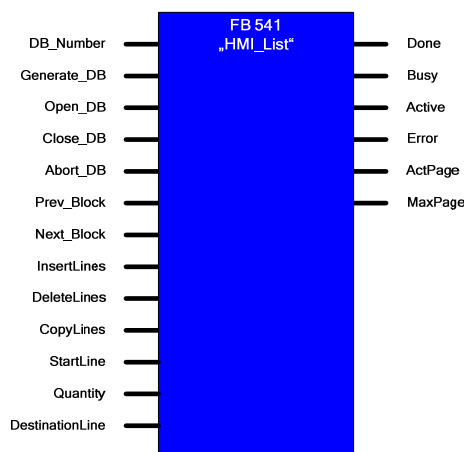 FB 541
„HMI_List“
DB_Number
Generate_DB
Open_DB
Close_DB
Abort_DB
Prev_Block
Next_Block
InsertLines
DeleteLines
CopyLines
StartLine
Quantity
DestinationLine
Done
Busy
Active
Error
ActPage
MaxPage